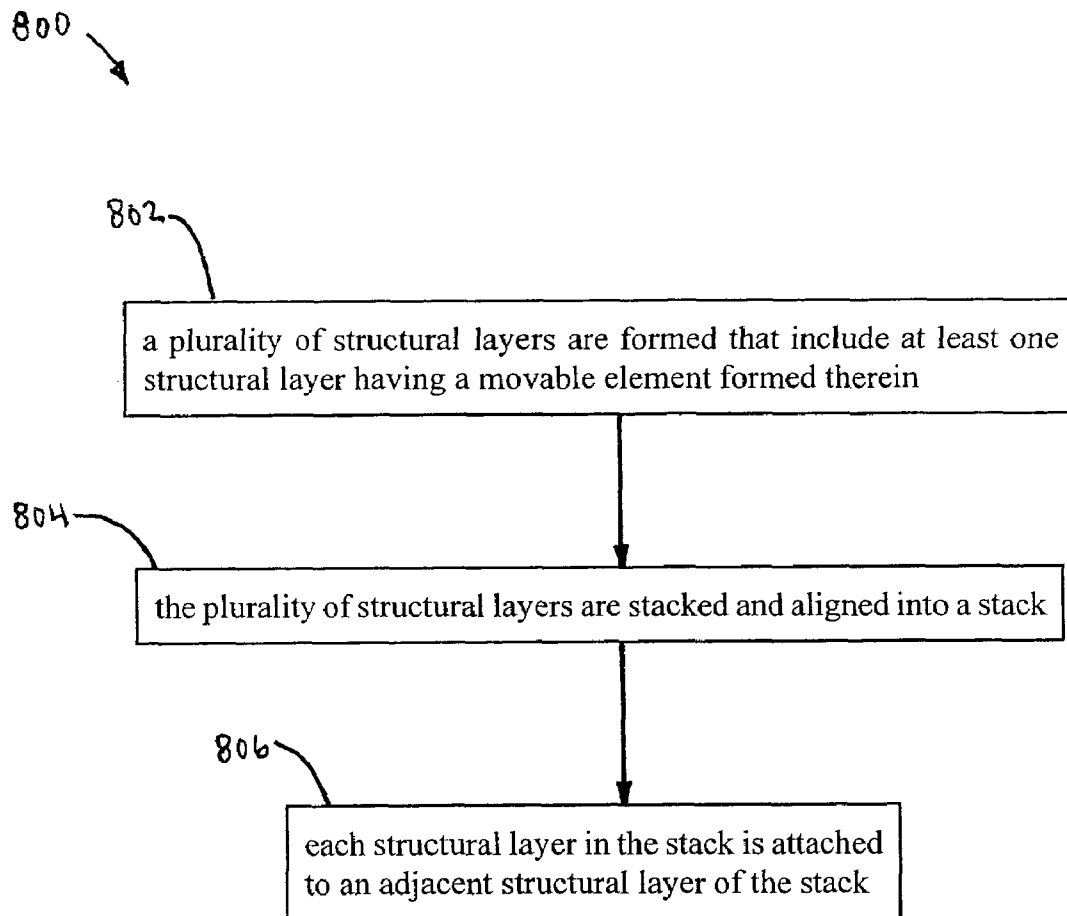 800
802
a plurality of structural layers are formed that include at least one
structural layer having a movable element formed therein
804
the plurality of structural layers are stacked and aligned into a stack
806
each structural layer in the stack is attached
to an adjacent structural layer of the stack